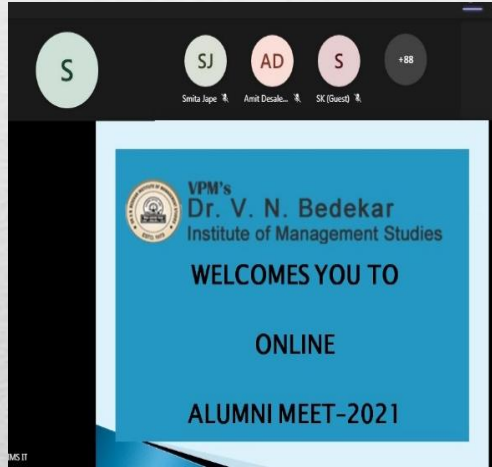 S
SJ
AD
S
+88
Smita Jape
Amit Desale...
SK (Guest)
VPM's
Dr. V. N. Bedekar
Institute of Management Studies
WELCOMES YOU TO
ONLINE
ALUMNI MEET-2021
IMS IT